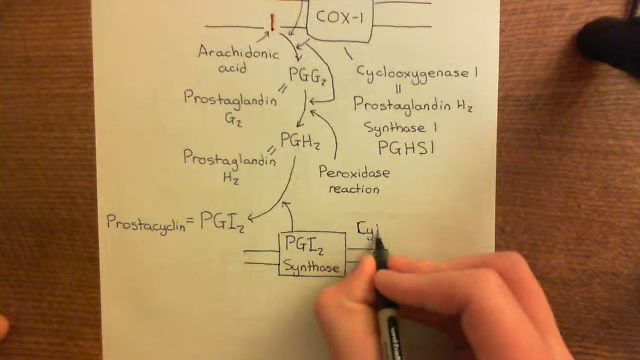 COX-1
Arachidonic
acid
PGG₂
Cyclooxygenase 1
=
Prostaglandin H₂
Synthase 1
PGHS1
Prostaglandin
G₂
=
PGH₂
Prostaglandin
H₂
=
Peroxidase
reaction
Prostacyclin = PGI₂
PGI₂
Synthase
[Cy